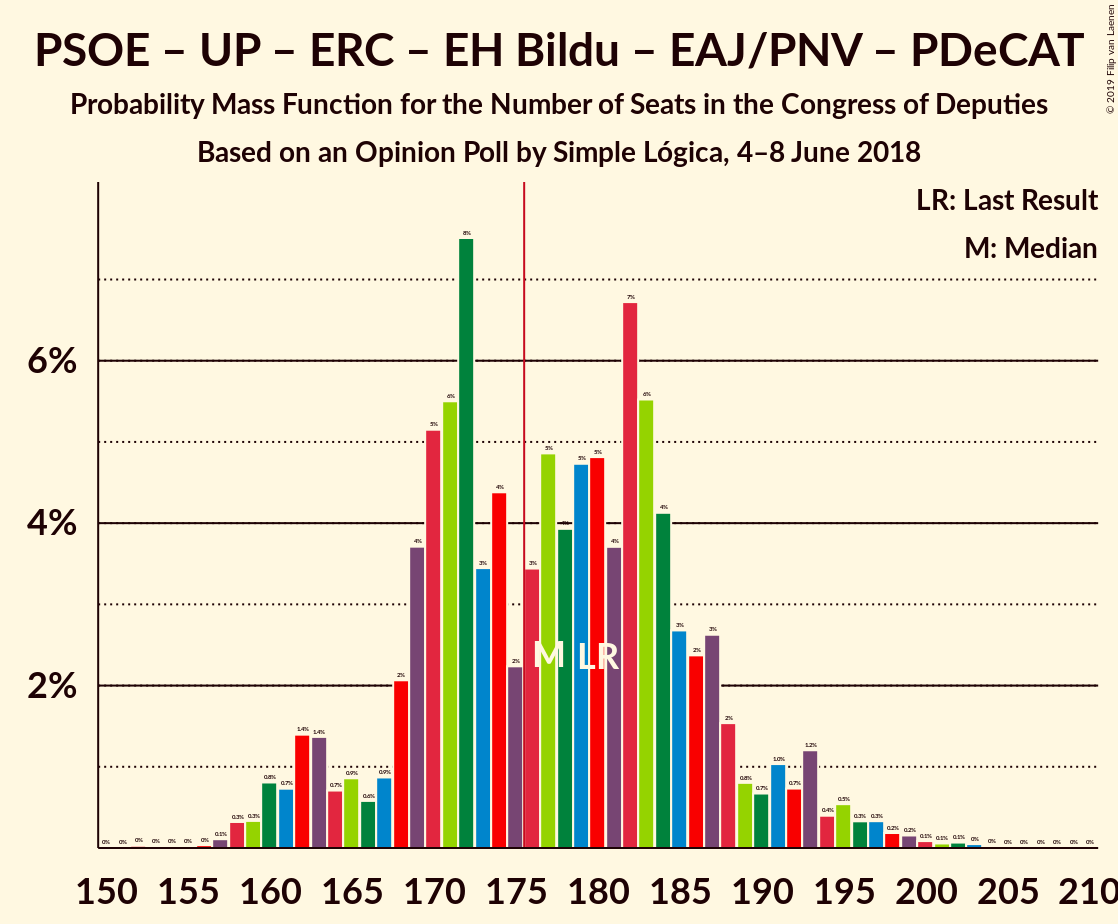 PSOE – UP – ERC – EH Bildu – EAJ/PNV – PDeCAT
Probability Mass Function for the Number of Seats in the Congress of Deputies
Based on an Opinion Poll by Simple Lógica, 4–8 June 2018
© 2019 Filip van Laenen
LR: Last Result
M: Median
6%
4%
2%
0% 0% 0% 0% 0% 0% 0% 0.1% 0.3% 0.3% 0.8% 0.7% 1.4% 1.4% 0.7% 0.9% 0.6% 0.9% 2% 4% 5% 6% 8% 3% 4% 2% 3% 5% 4% 5% 5% 4% 7% 6% 4% 3% 2% 3% 2% 0.8% 0.7% 1.0% 0.7% 1.2% 0.4% 0.5% 0.3% 0.3% 0.2% 0.2% 0.1% 0.1% 0.1% 0% 0% 0% 0% 0% 0% 0% 0%
M LR
150 155 160 165 170 175 180 185 190 195 200 205 210